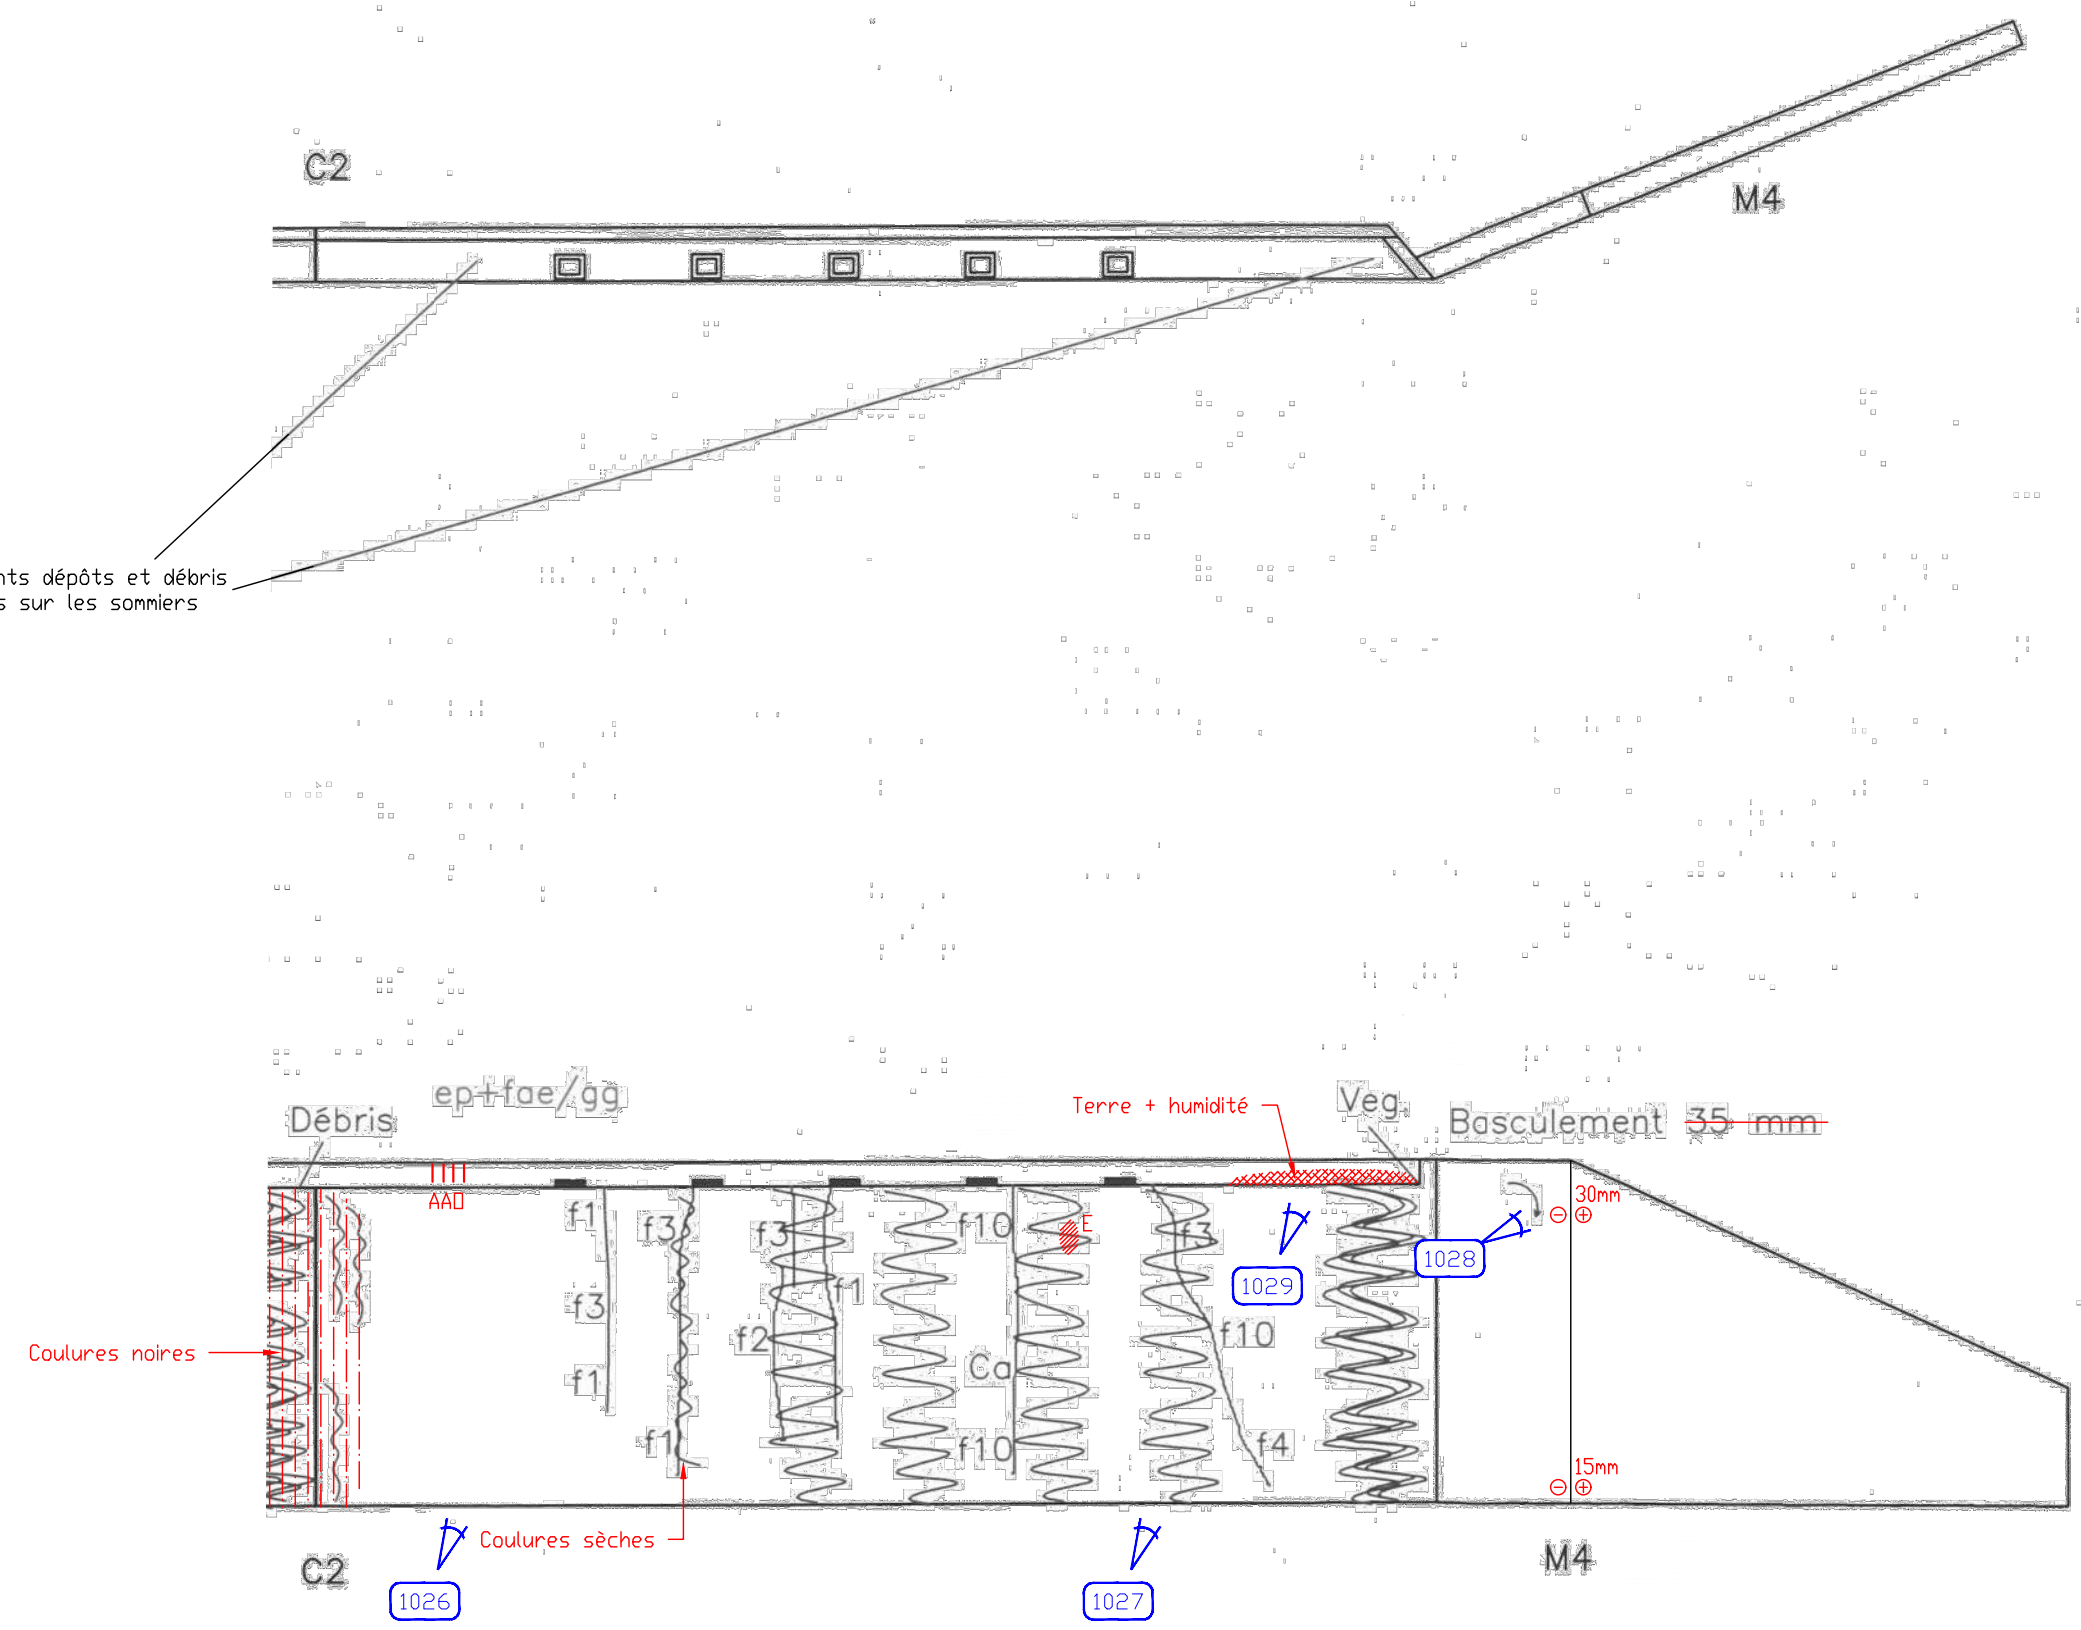 C2
M4
dépôts et débris
sur les sommiers
ep+fae/gg
Débris
Terre + humidité
Veg.
Basculement 35 mm
AAO
f1
f3
f3
f10
E
f3
30mm
1028
1029
f1
f3
f2
f10
Coulures noires
Ca
f1
f1
f10
f4
15mm
Coulures sèches
C2
M4
1026
1027